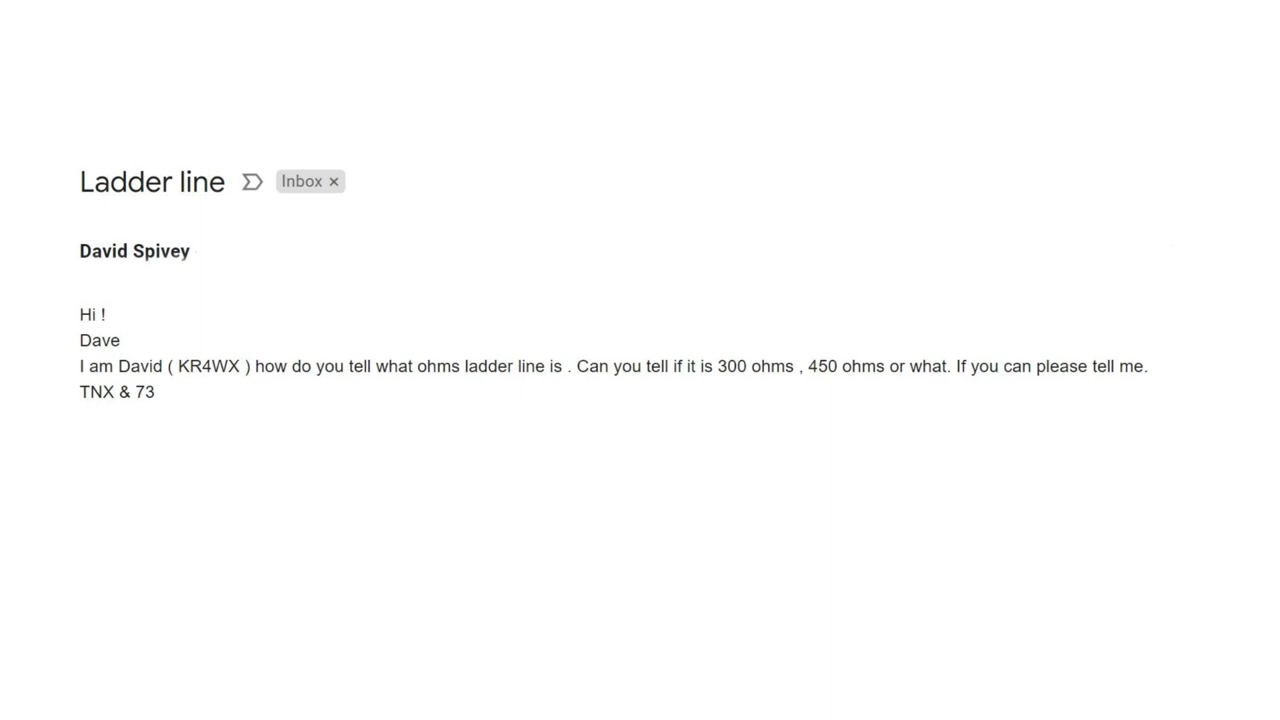 Ladder line Inbox ×
David Spivey
Hi !
Dave
I am David ( KR4WX ) how do you tell what ohms ladder line is . Can you tell if it is 300 ohms , 450 ohms or what. If you can please tell me.
TNX & 73